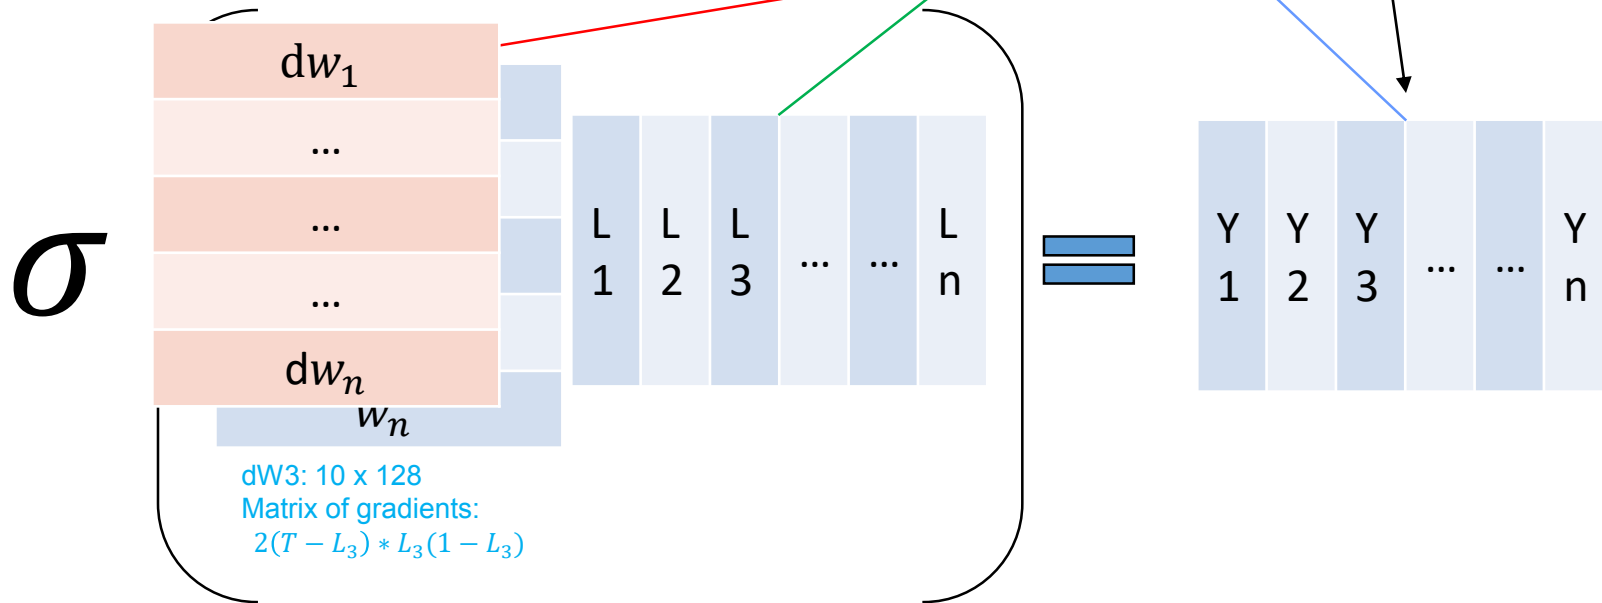 σ
dw₁
...
...
...
dwₙ
wₙ
L 1 L 2 L 3 ... ... L n
Y 1 Y 2 Y 3 ... ... Y n
dW3: 10 x 128
Matrix of gradients:
2(T − L₃) ∗ L₃(1 − L₃)